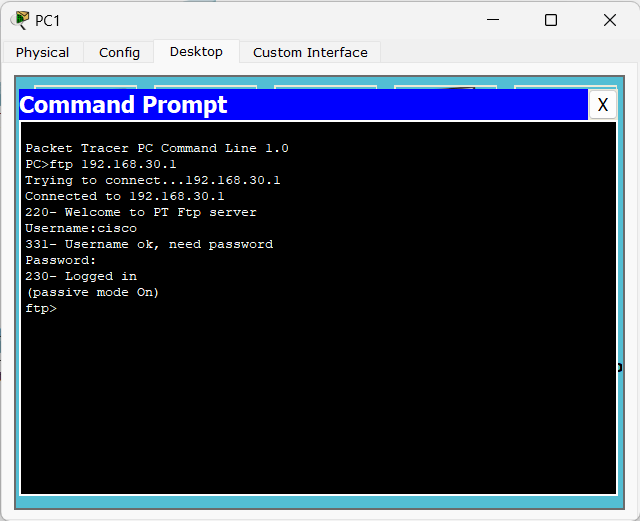 PC1
Physical Config Desktop Custom Interface
Command Prompt X
Packet Tracer PC Command Line 1.0
PC>ftp 192.168.30.1
Trying to connect...192.168.30.1
Connected to 192.168.30.1
220- Welcome to PT Ftp server
Username:cisco
331- Username ok, need password
Password:
230- Logged in
(passive mode On)
ftp>